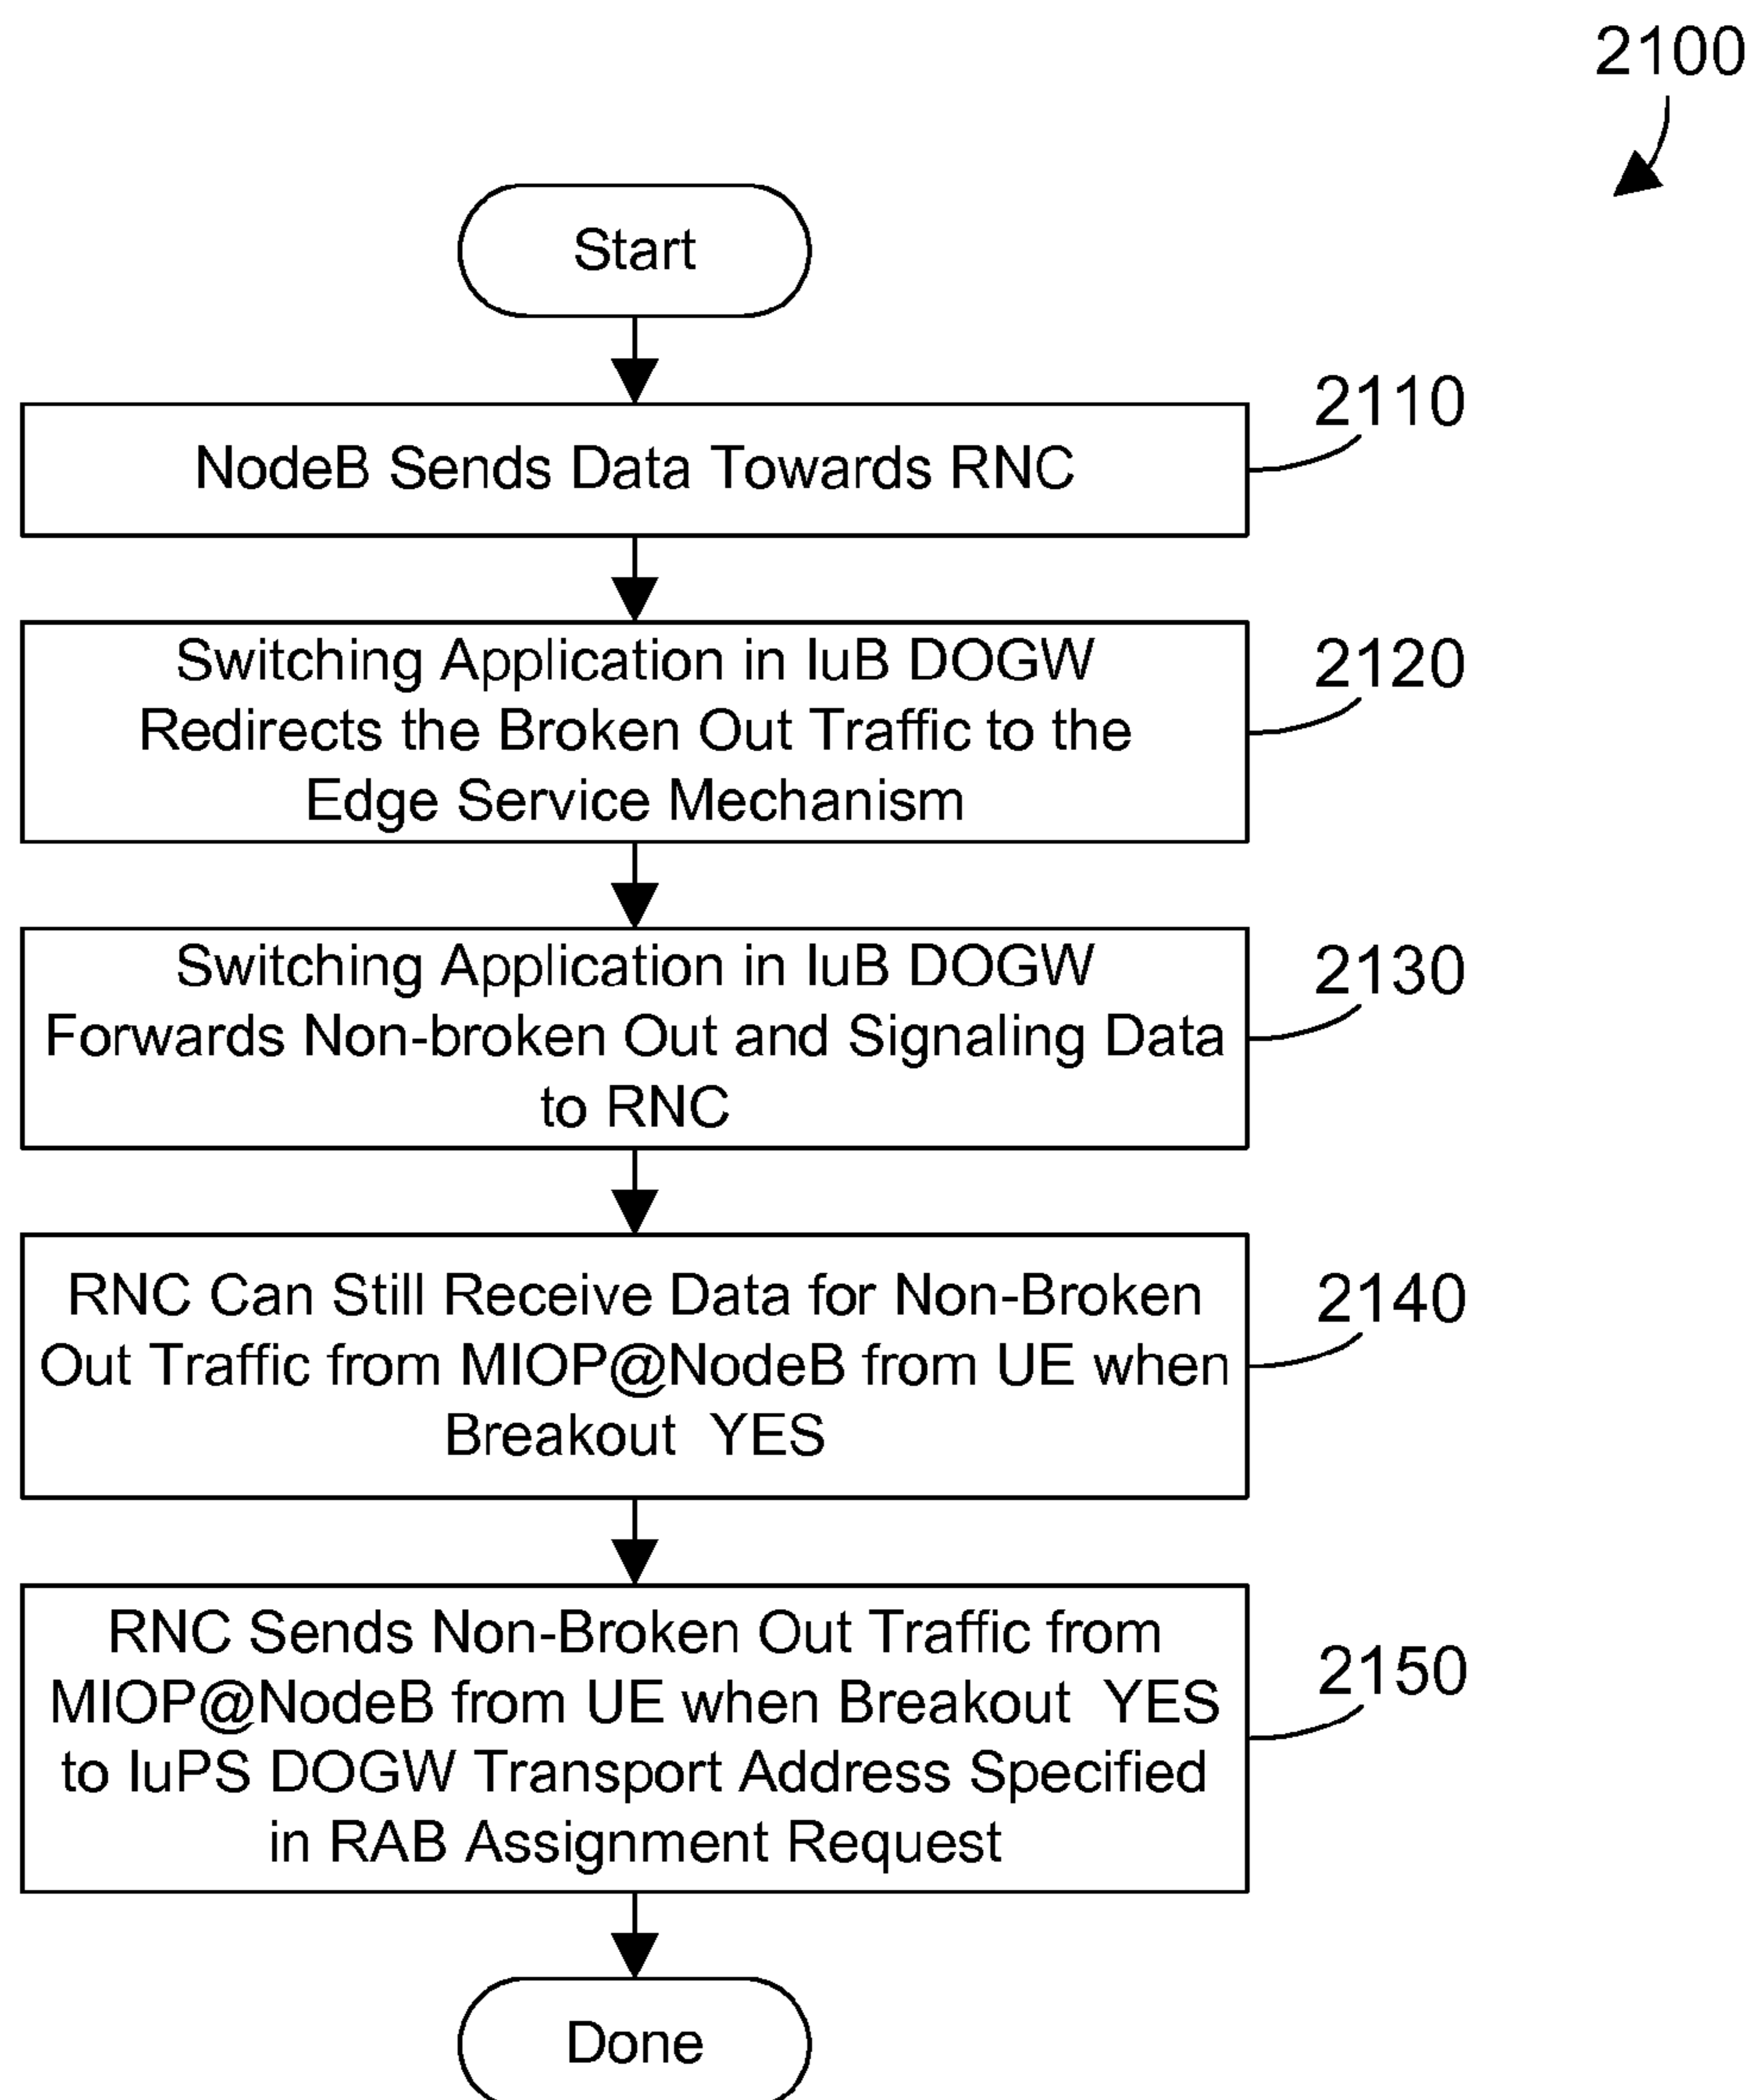 2100
Start
NodeB Sends Data Towards RNC
2110
Switching Application in IuB DOGW
Redirects the Broken Out Traffic to the
Edge Service Mechanism
2120
Switching Application in IuB DOGW
Forwards Non-broken Out and Signaling Data
to RNC
2130
RNC Can Still Receive Data for Non-Broken
Out Traffic from MIOP@NodeB from UE when
Breakout  YES
2140
RNC Sends Non-Broken Out Traffic from
MIOP@NodeB from UE when Breakout  YES
to IuPS DOGW Transport Address Specified
in RAB Assignment Request
2150
Done